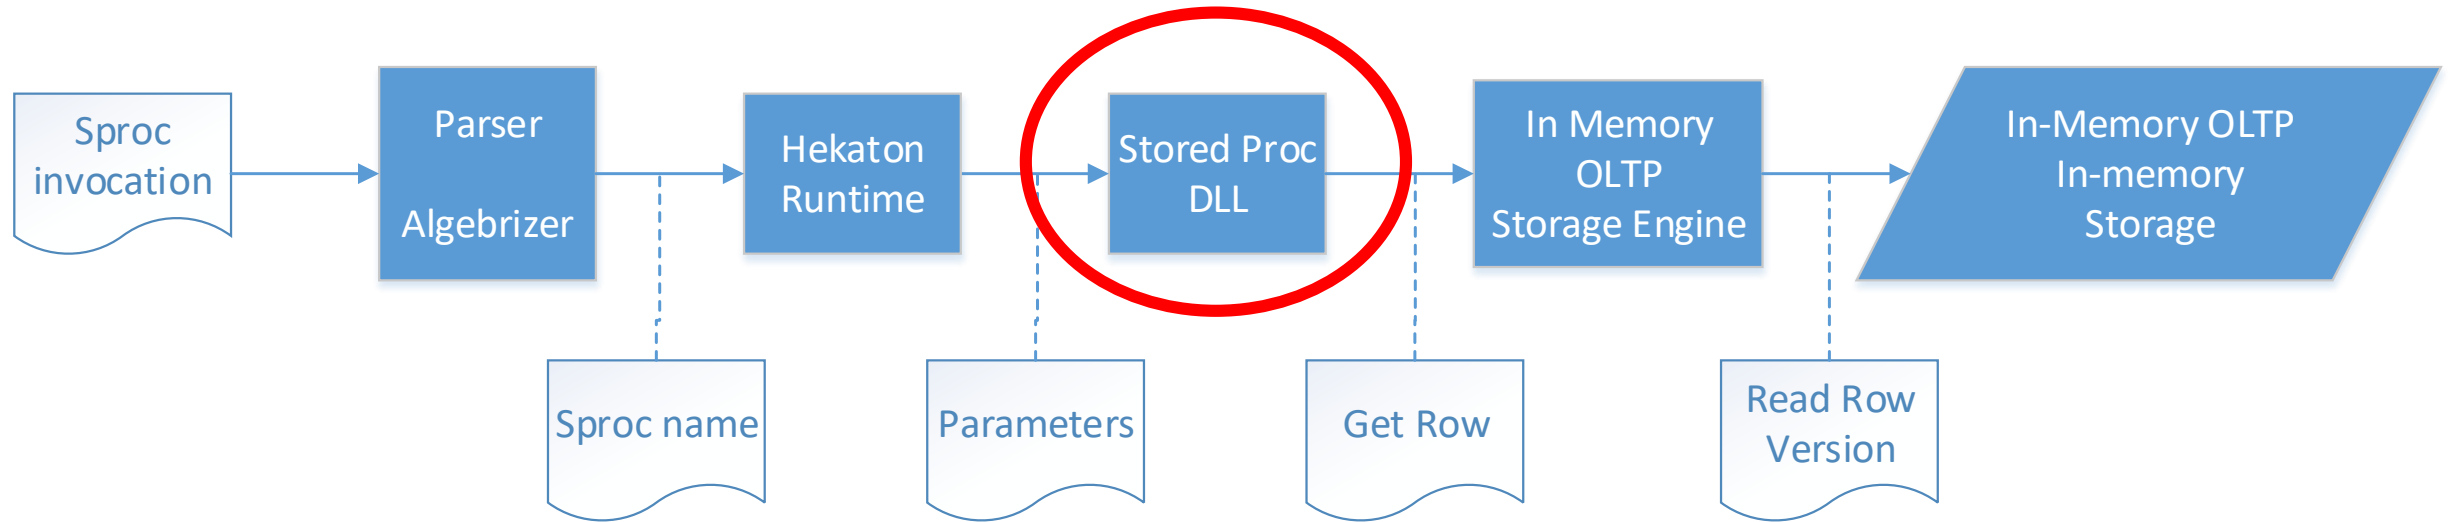 Sproc
invocation
Parser
Algebrizer
Hekaton
Runtime
Stored Proc
DLL
In Memory
OLTP
Storage Engine
In-Memory OLTP
In-memory
Storage
Sproc name
Parameters
Get Row
Read Row
Version